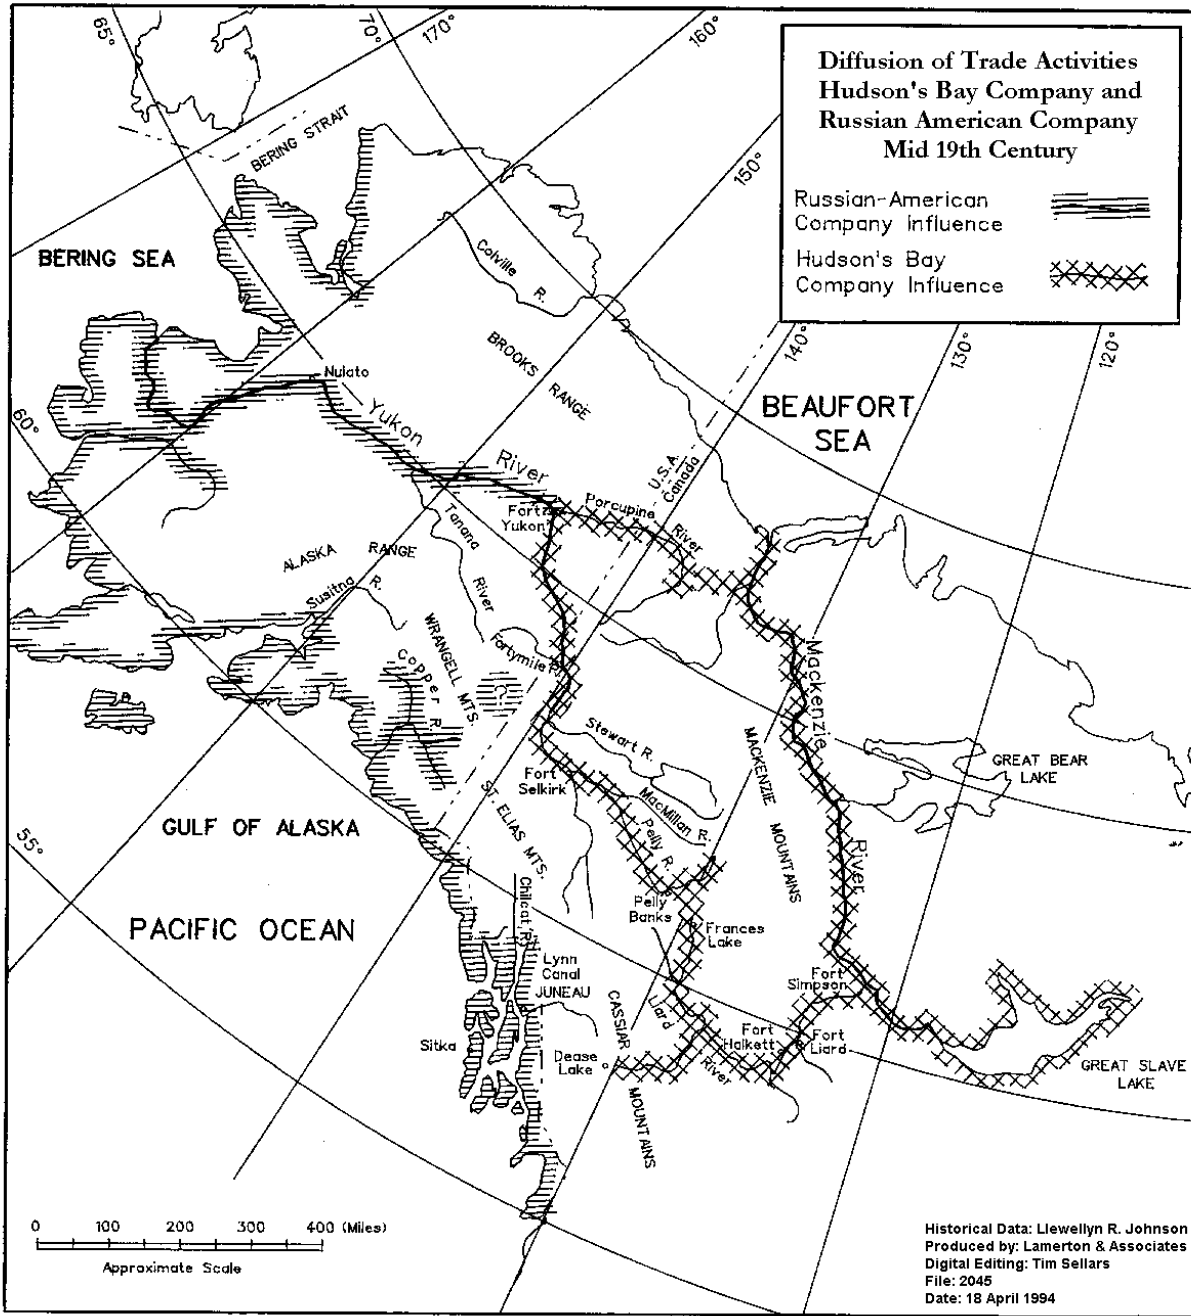 65°
70°
170°
160°
Diffusion of Trade Activities
Hudson's Bay Company and
Russian American Company
Mid 19th Century
Russian-American
Company Influence
Hudson's Bay
Company Influence
BERING STRAIT
150°
BERING SEA
Colville
R.
BROOKS
RANGE
140°
130°
120°
Nulato
60°
Yukon
River
BEAUFORT
SEA
U.S.A.
Canada
Fort
Yukon
Porcupine
River
Tanana
River
ALASKA
RANGE
Susitna
R.
WRANGELL MTS.
Copper R.
Fortymile R.
Mackenzie
River
Stewart R.
MACKENZIE
MOUNTAINS
GREAT BEAR
LAKE
Fort
Selkirk
MacMillan R.
Pelly R.
ST. ELIAS MTS.
GULF OF ALASKA
55°
Pelly
Banks
Frances
Lake
PACIFIC OCEAN
Chilcat R.
Lynn
Canal
JUNEAU
Fort
Simpson
Liard
River
CASSIAR
MOUNTAINS
Sitka
Dease
Lake
Fort
Halkett
Fort
Liard
GREAT SLAVE
LAKE
0 100 200 300 400 (Miles)
Approximate Scale
Historical Data: Llewellyn R. Johnson
Produced by: Lamerton & Associates
Digital Editing: Tim Sellars
File: 2045
Date: 18 April 1994